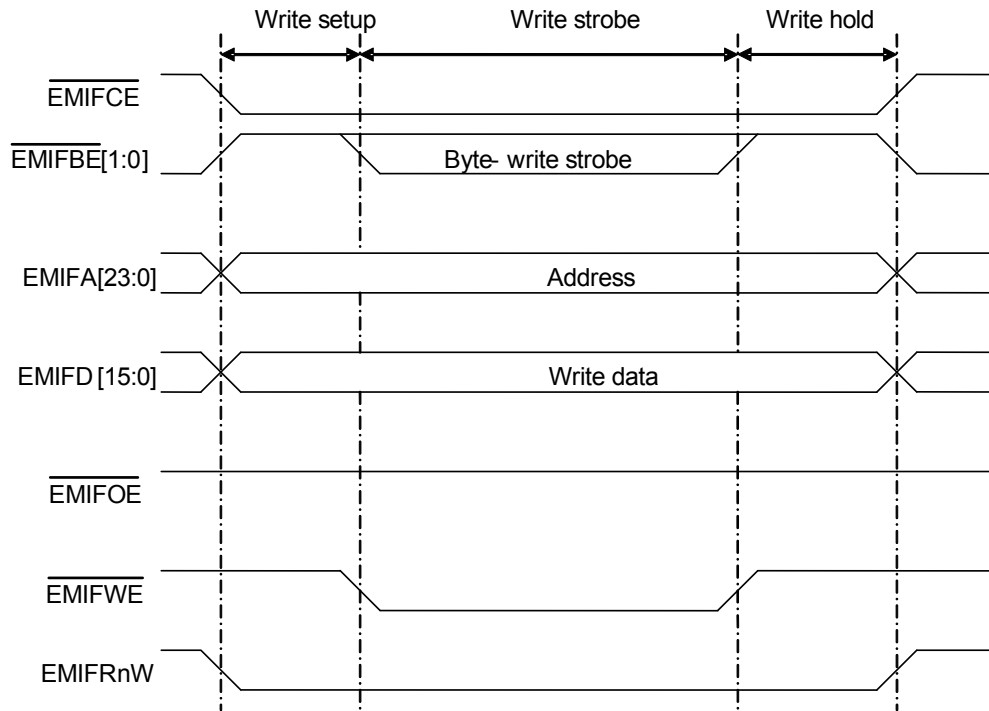 Write setup Write strobe Write hold
EMIFCE
EMIFBE[1:0] Byte- write strobe
EMIFA[23:0] Address
EMIFD [15:0] Write data
EMIFOE
EMIFWE
EMIFRnW